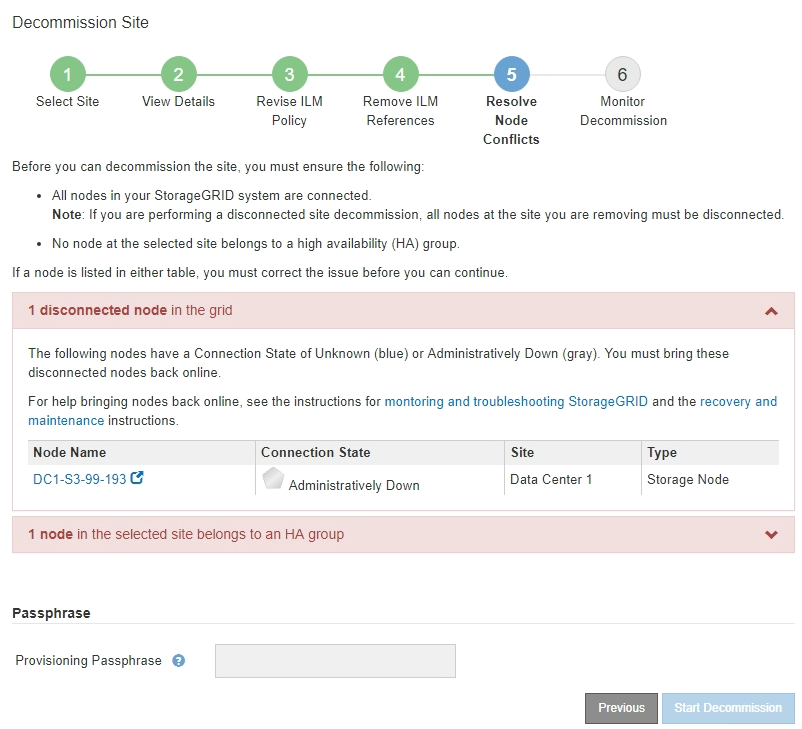 Decommission Site
1 2 3 4 5 6
Select Site View Details Revise ILM Policy Remove ILM References Resolve Node Conflicts Monitor Decommission
Before you can decommission the site, you must ensure the following:
• All nodes in your StorageGRID system are connected.
Note: If you are performing a disconnected site decommission, all nodes at the site you are removing must be disconnected.
• No node at the selected site belongs to a high availability (HA) group.
If a node is listed in either table, you must correct the issue before you can continue.
1 disconnected node in the grid
The following nodes have a Connection State of Unknown (blue) or Administratively Down (gray). You must bring these
disconnected nodes back online.
For help bringing nodes back online, see the instructions for montoring and troubleshooting StorageGRID and the recovery and
maintenance instructions.
Node Name Connection State Site Type
DC1-S3-99-193 Administratively Down Data Center 1 Storage Node
1 node in the selected site belongs to an HA group
Passphrase
Provisioning Passphrase ?
Previous Start Decommission